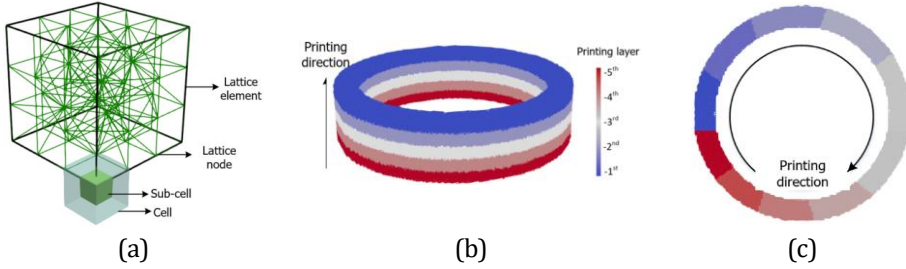 Lattice
element
Lattice
node
Sub-cell
Cell
(a)
Printing
direction
Printing layer
-5th
-4th
-3rd
-2nd
-1st
(b)
Printing
direction
(c)